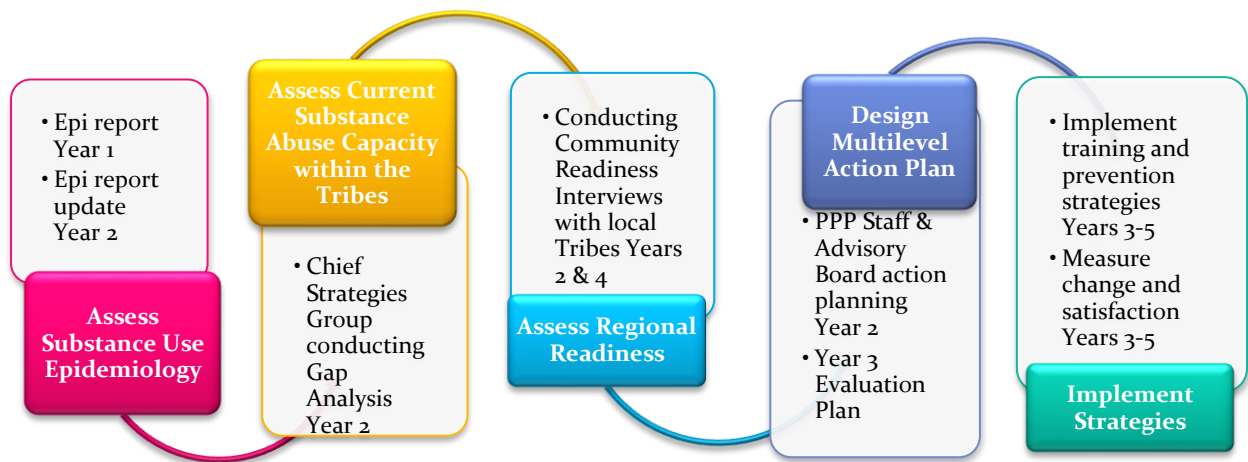 • Epi report
Year 1
• Epi report
update
Year 2
Assess
Substance Use
Epidemiology
Assess Current
Substance
Abuse Capacity
within the
Tribes
• Chief
Strategies
Group
conducting
Gap
Analysis
Year 2
• Conducting
Community
Readiness
Interviews
with local
Tribes Years
2 & 4
Assess Regional
Readiness
Design
Multilevel
Action Plan
• PPP Staff &
Advisory
Board action
planning
Year 2
• Year 3
Evaluation
Plan
• Implement
training and
prevention
strategies
Years 3-5
• Measure
change and
satisfaction
Years 3-5
Implement
Strategies